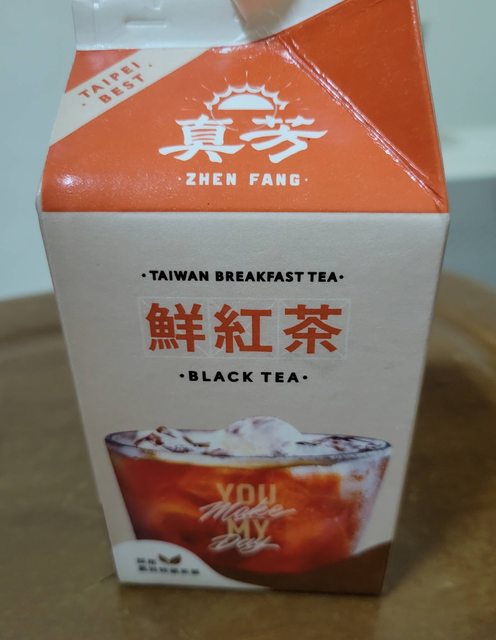 TAIPEI
BEST
真芳
·ZHEN FANG·
·TAIWAN BREAKFAST TEA·
鮮紅茶
·BLACK TEA·
YOU
Make
MY
Day